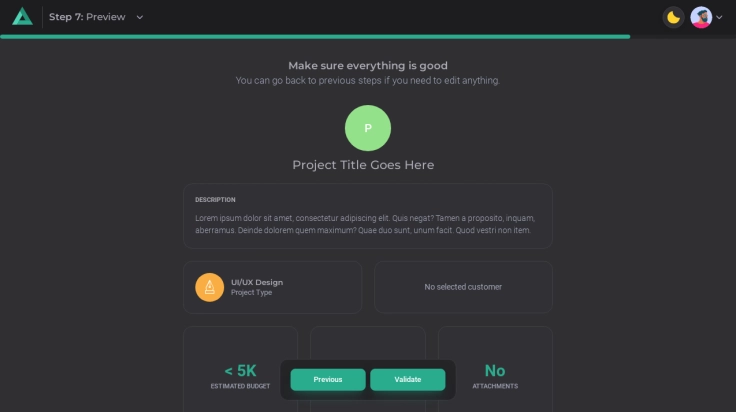 Step 7: Preview
Make sure everything is good
You can go back to previous steps if you need to edit anything.
P
Project Title Goes Here
DESCRIPTION
Lorem ipsum dolor sit amet, consectetur adipiscing elit. Quis negat? Tamen a proposito, inquam,
aberramus. Deinde dolorem quem maximum? Quae duo sunt, unum facit. Quod vestri non item.
UI/UX Design
Project Type
No selected customer
< 5K
ESTIMATED BUDGET
Previous
Validate
No
ATTACHMENTS